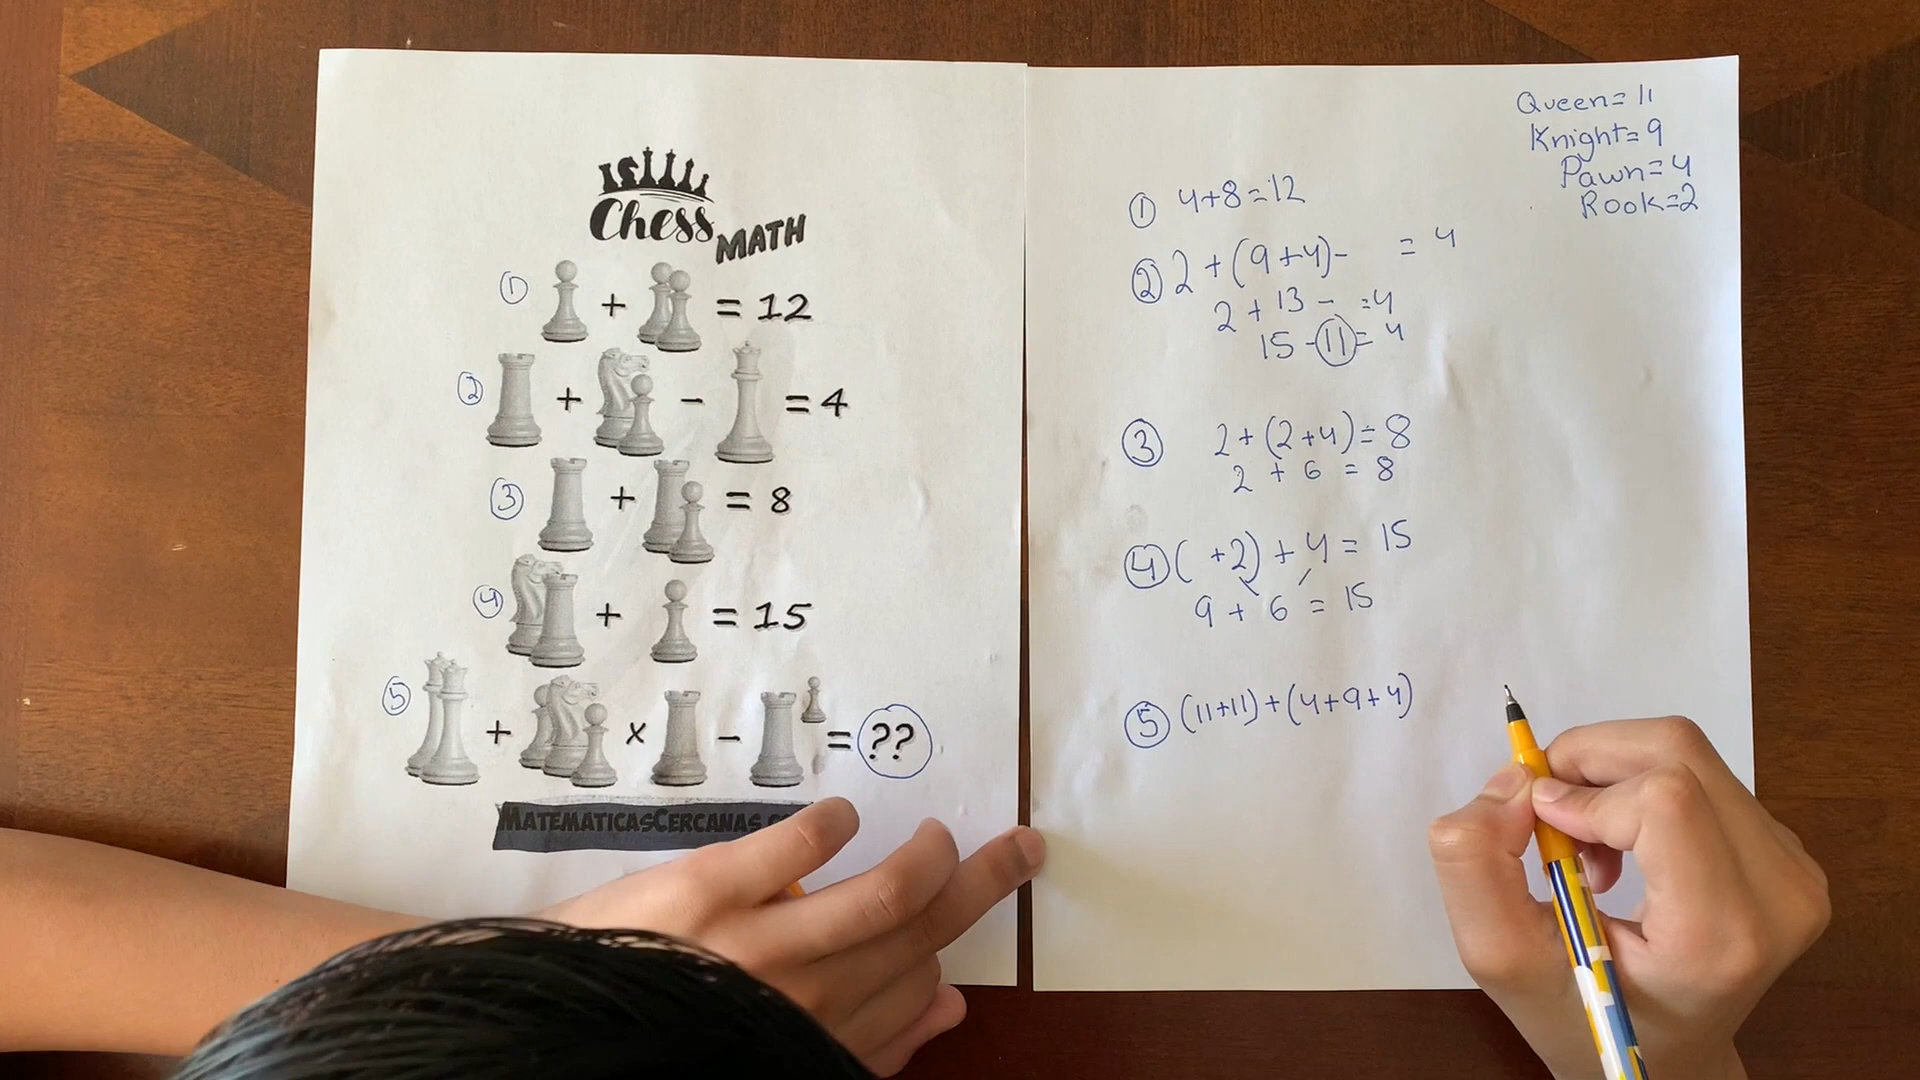 Chess
MATH
① + = 12
② + - = 4
③ + = 8
④ + = 15
⑤ + x - = ??
MATEMATICASCERCANAS.
Queen=11
Knight=9
Pawn=4
Rook=2
① 4+8=12
② 2+(9+4)- = 4
2+13- =4
15-11=4
③ 2+(2+4)=8
2+6=8
④ ( +2)+4=15
9+6=15
⑤ (11+11)+(4+9+4)